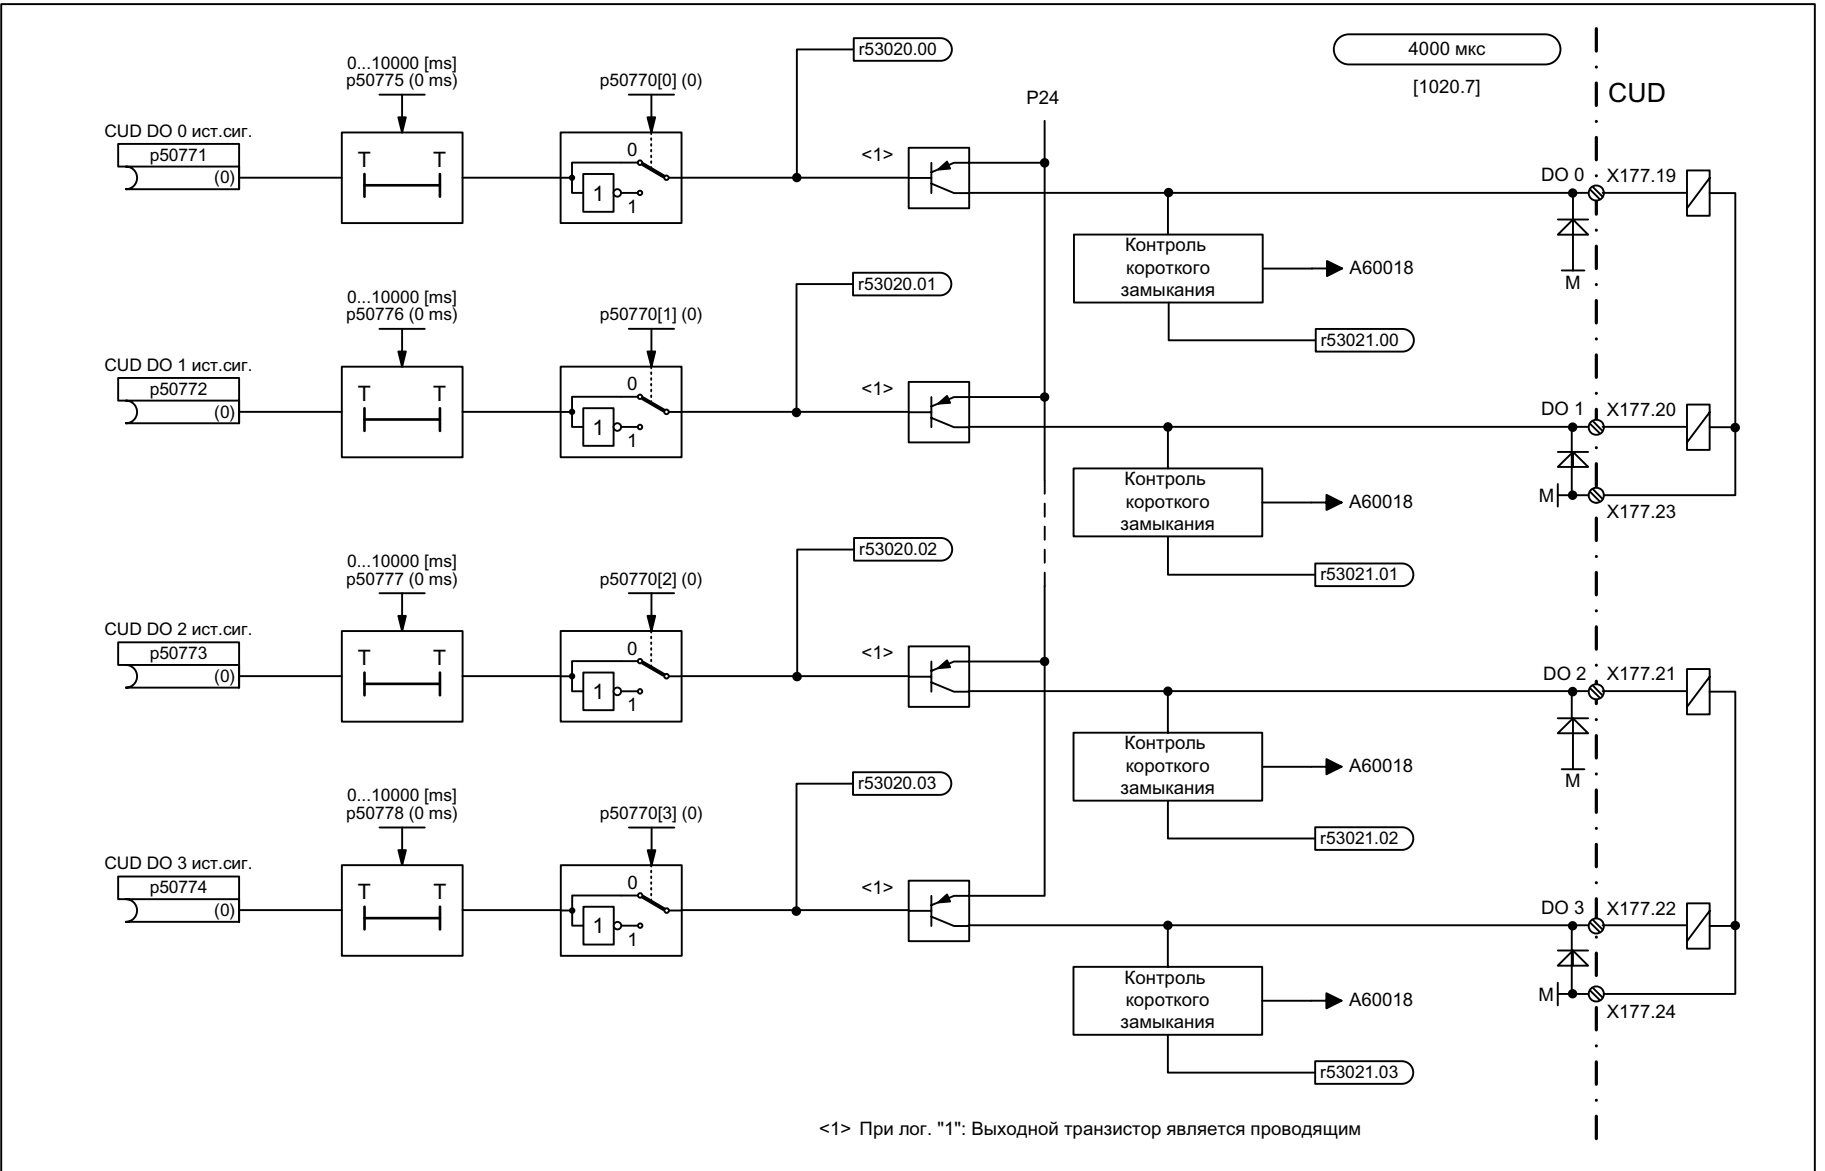 r53020.00
4000 мкс
[1020.7]
CUD
0...10000 [ms]
p50775 (0 ms)
p50770[0] (0)
P24
CUD DO 0 ист.сиг.
p50771
(0)
T T
0
1
1
<1>
DO 0
X177.19
Контроль
короткого
замыкания
A60018
M
r53021.00
r53020.01
0...10000 [ms]
p50776 (0 ms)
p50770[1] (0)
CUD DO 1 ист.сиг.
p50772
(0)
T T
0
1
1
<1>
DO 1
X177.20
Контроль
короткого
замыкания
A60018
M
X177.23
r53021.01
r53020.02
0...10000 [ms]
p50777 (0 ms)
p50770[2] (0)
CUD DO 2 ист.сиг.
p50773
(0)
T T
0
1
1
<1>
DO 2
X177.21
Контроль
короткого
замыкания
A60018
M
r53021.02
r53020.03
0...10000 [ms]
p50778 (0 ms)
p50770[3] (0)
CUD DO 3 ист.сиг.
p50774
(0)
T T
0
1
1
<1>
DO 3
X177.22
Контроль
короткого
замыкания
A60018
M
X177.24
r53021.03
<1> При лог. "1": Выходной транзистор является проводящим